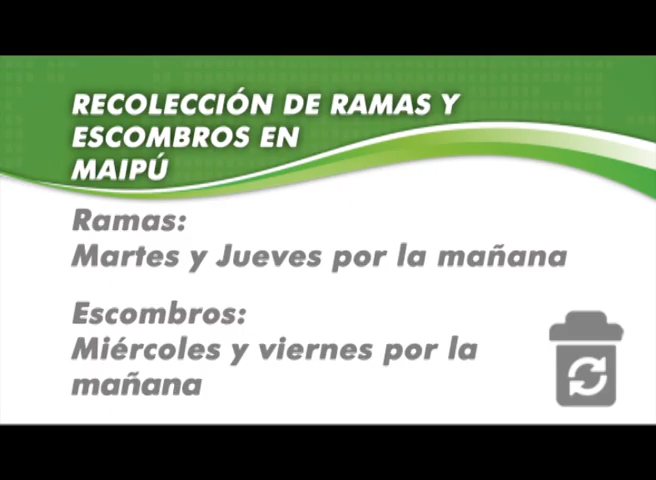 RECOLECCIÓN DE RAMAS Y
ESCOMBROS EN
MAIPÚ
Ramas:
Martes y Jueves por la mañana
Escombros:
Miércoles y viernes por la
mañana